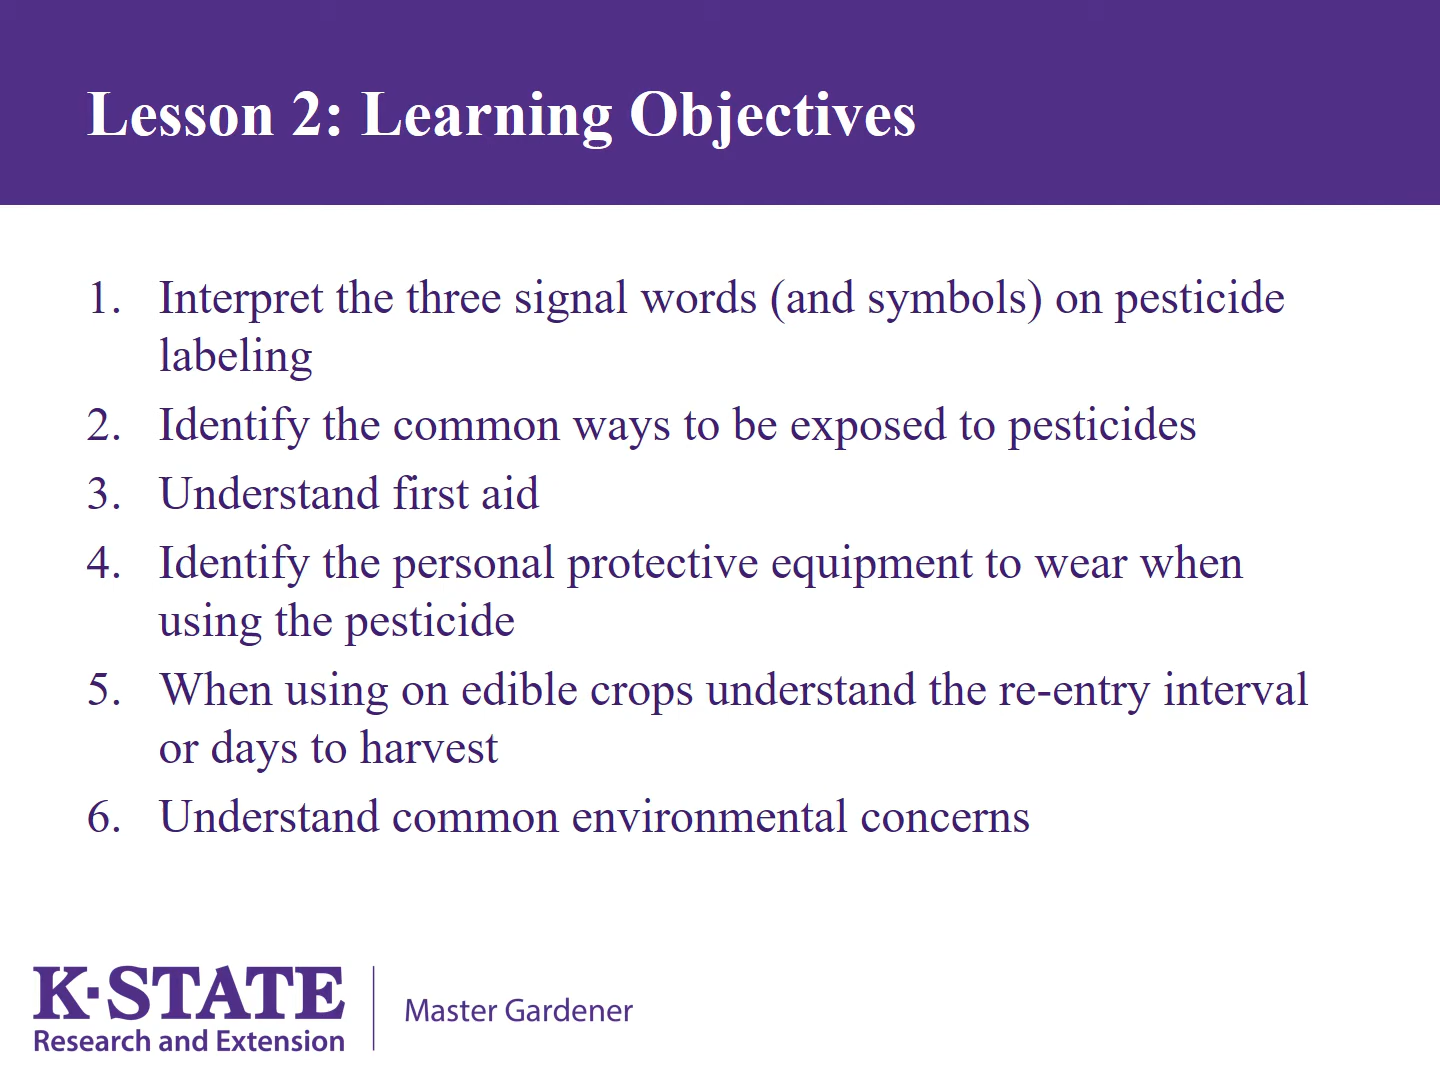 Lesson 2: Learning Objectives
1. Interpret the three signal words (and symbols) on pesticide
labeling
2. Identify the common ways to be exposed to pesticides
3. Understand first aid
4. Identify the personal protective equipment to wear when
using the pesticide
5. When using on edible crops understand the re-entry interval
or days to harvest
6. Understand common environmental concerns
K·STATE
Research and Extension
Master Gardener